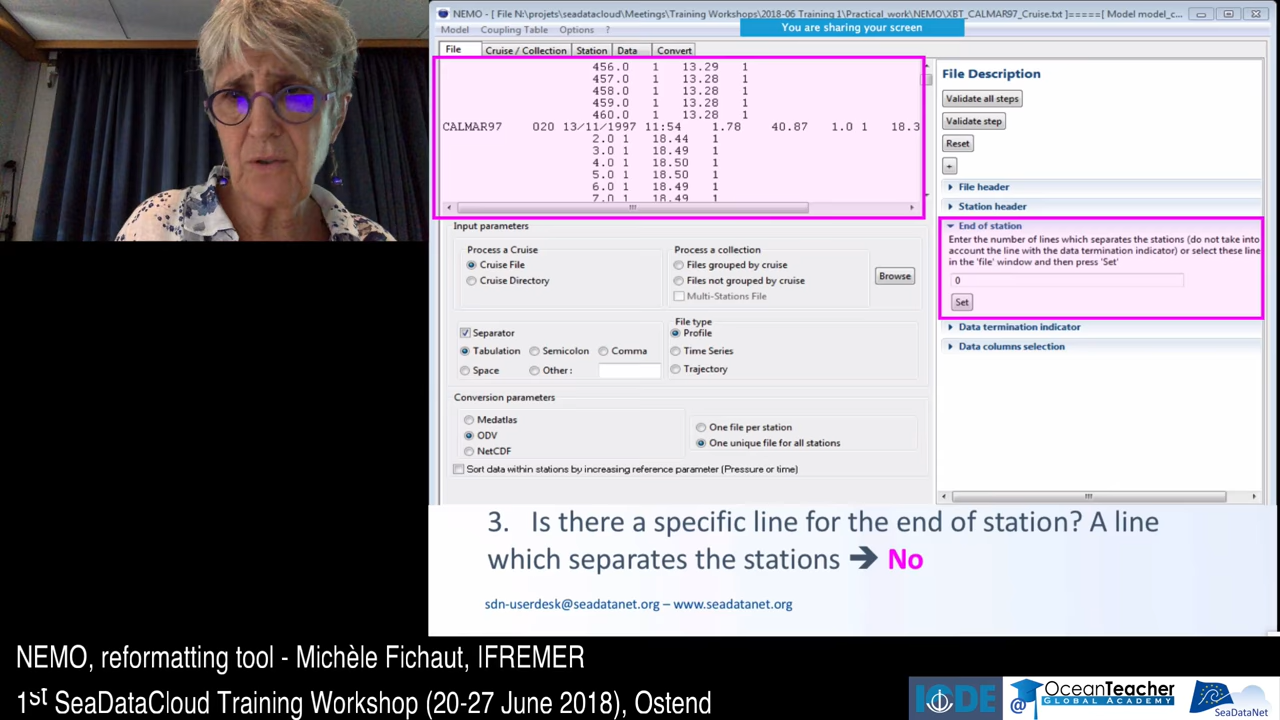 NEMO - [ File N:\projets\seadatacloud\Meetings\Training Workshops\2018-06 Training 1\Practical_work\NEMO\XBT_CALMAR97_Cruise.txt ]=====[ Model model_c...
You are sharing your screen
Model Coupling Table Options ?
File Cruise / Collection Station Data Convert
456.0 1 13.29 1
457.0 1 13.28 1
458.0 1 13.28 1
459.0 1 13.28 1
460.0 1 13.28 1
CALMAR97 020 13/11/1997 11:54 1.78 40.87 1.0 1 18.3
2.0 1 18.44 1
3.0 1 18.49 1
4.0 1 18.50 1
5.0 1 18.50 1
6.0 1 18.49 1
7.0 1 18.49 1
Input parameters
Process a Cruise
Cruise File
Cruise Directory
Process a collection
Files grouped by cruise
Files not grouped by cruise
Multi-Stations File
Browse
Separator
Tabulation Semicolon Comma
Space Other :
File type
Profile
Time Series
Trajectory
Conversion parameters
Medatlas
ODV
NetCDF
One file per station
One unique file for all stations
Sort data within stations by increasing reference parameter (Pressure or time)
File Description
Validate all steps
Validate step
Reset
+
File header
Station header
End of station
Enter the number of lines which separates the stations (do not take into
account the line with the data termination indicator) or select these line
in the 'file' window and then press 'Set'
0
Set
Data termination indicator
Data columns selection
3. Is there a specific line for the end of station? A line
which separates the stations ➔ No
sdn-userdesk@seadatanet.org – www.seadatanet.org
NEMO, reformatting tool - Michèle Fichaut, IFREMER
1st SeaDataCloud Training Workshop (20-27 June 2018), Ostend
IODE
OceanTeacher
GLOBAL ACADEMY
SeaDataNet